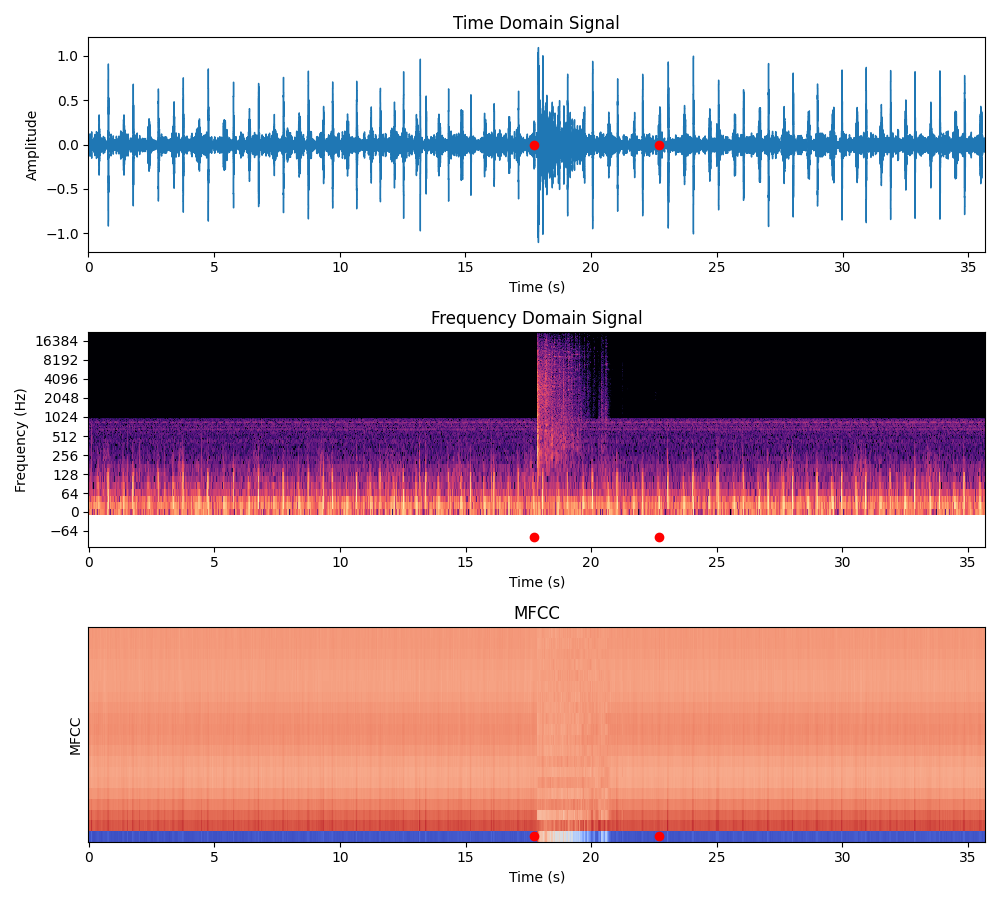 Time Domain Signal
1.0
0.5
0.0
−0.5
−1.0
Amplitude
0 5 10 15 20 25 30 35
Time (s)
Frequency Domain Signal
16384
8192
4096
2048
1024
512
256
128
64
0
−64
Frequency (Hz)
0 5 10 15 20 25 30 35
Time (s)
MFCC
MFCC
0 5 10 15 20 25 30 35
Time (s)